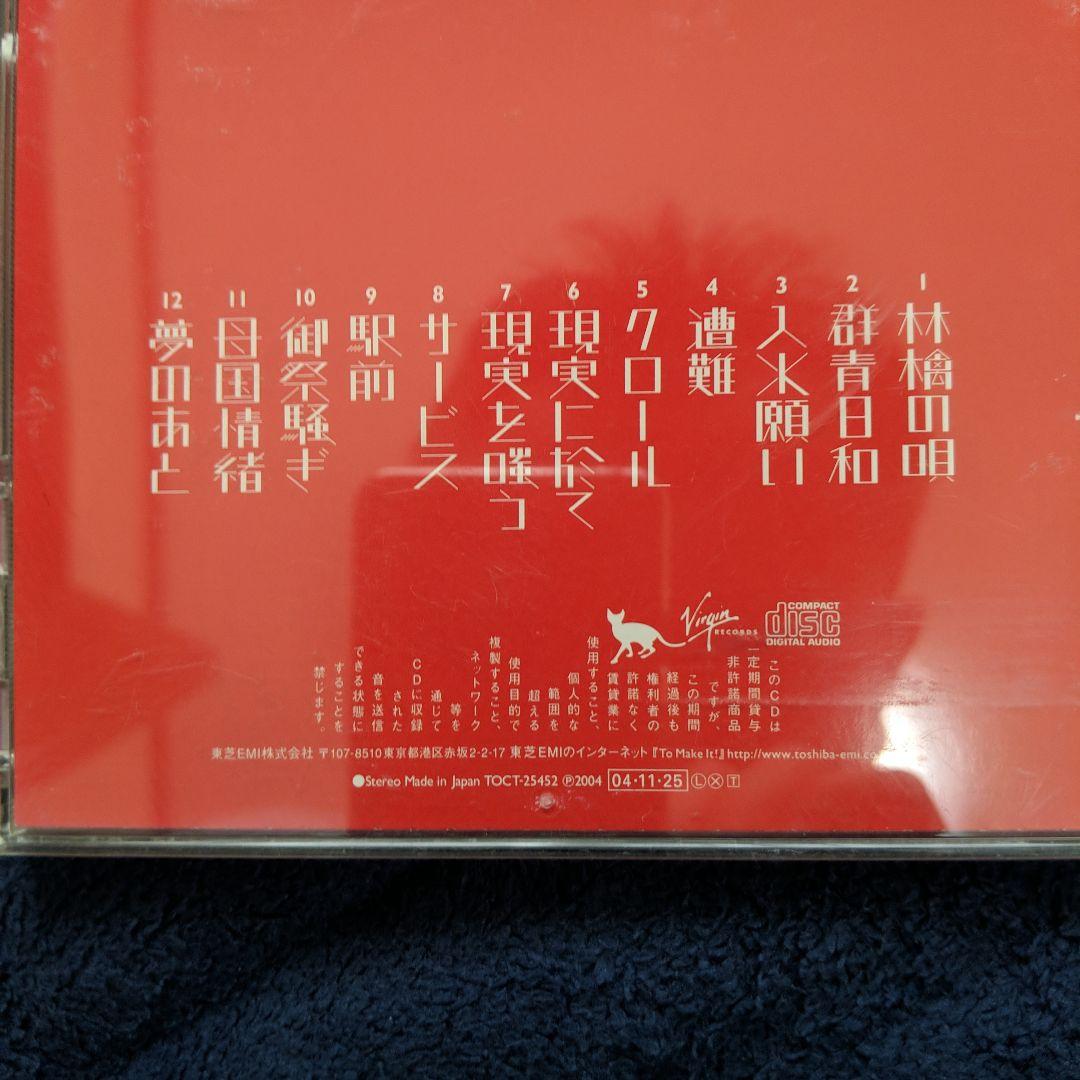 1 林檎の唄
2 群青日和
3 入水願い
4 遭難
5 クロール
6 現実に於て
7 現実を嗤う
8 サービス
9 駅前
10 御祭騒ぎ
11 母国情緒
12 夢のあと
Virgin RECORDS
COMPACT disc DIGITAL AUDIO
このCDは
一定期間貸与
非許諾商品
ですが、
この期間
経過後も
権利者の
許諾なく
賃貸業に
使用すること、
個人的な
範囲を
超える
使用目的で
複製すること、
ネットワーク
等を
通じて
CDに収録
された
音を送信
できる状態に
することを
禁じます。
東芝EMI株式会社 〒107-8510東京都港区赤坂2-2-17 東芝EMIのインターネット『To Make It!』http://www.toshiba-emi.co
●Stereo Made in Japan TOCT-25452 Ⓟ2004 04·11·25 Ⓛ Ⓧ T